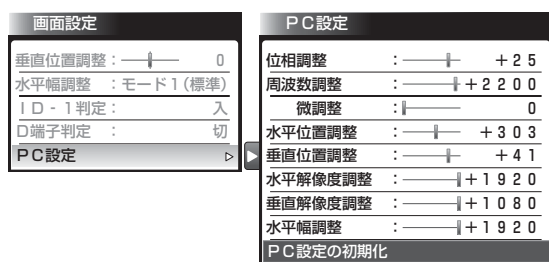 画面設定
垂直位置調整：0
水平幅調整：モード1（標準）
ID-1判定：入
D端子判定：切
PC設定
PC設定
位相調整：+25
周波数調整：+2200
微調整：0
水平位置調整：+303
垂直位置調整：+41
水平解像度調整：+1920
垂直解像度調整：+1080
水平幅調整：+1920
PC設定の初期化